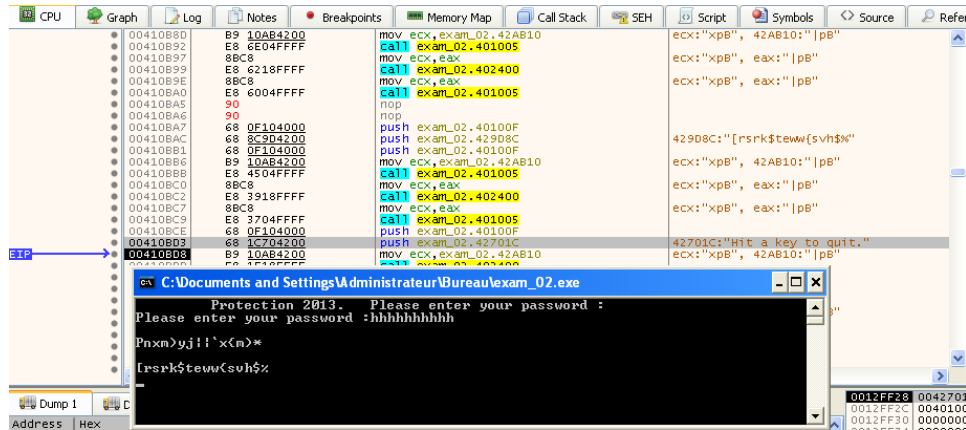 CPU Graph Log Notes Breakpoints Memory Map Call Stack SEH Script Symbols Source Refer
00410B8D B9 10AB4200 mov ecx,exam_02.42AB10 ecx:"xpB", 42AB10:"|pB"
00410B92 E8 6E04FFFF call exam_02.401005
00410B97 8BC8 mov ecx,eax ecx:"xpB", eax:"|pB"
00410B99 E8 6218FFFF call exam_02.402400
00410B9E 8BC8 mov ecx,eax ecx:"xpB", eax:"|pB"
00410BA0 E8 6004FFFF call exam_02.401005
00410BA5 90 nop
00410BA6 90 nop
00410BA7 68 0F104000 push exam_02.40100F
00410BAC 68 8C9D4200 push exam_02.429D8C 429D8C:"[rsrk$teww{svh$%"
00410BB1 68 0F104000 push exam_02.40100F
00410BB6 B9 10AB4200 mov ecx,exam_02.42AB10 ecx:"xpB", 42AB10:"|pB"
00410BBB E8 4504FFFF call exam_02.401005
00410BC0 8BC8 mov ecx,eax ecx:"xpB", eax:"|pB"
00410BC2 E8 3918FFFF call exam_02.402400
00410BC7 8BC8 mov ecx,eax ecx:"xpB", eax:"|pB"
00410BC9 E8 3704FFFF call exam_02.401005
00410BCE 68 0F104000 push exam_02.40100F
00410BD3 68 1C704200 push exam_02.42701C 42701C:"Hit a key to quit."
EIP 00410BD8 B9 10AB4200 mov ecx,exam_02.42AB10 ecx:"xpB", 42AB10:"|pB"
C:\Documents and Settings\Administrateur\Bureau\exam_02.exe
Protection 2013. Please enter your password :
Please enter your password :hhhhhhhhhh
Pnxm)yj||`x{m)*
[rsrk$teww{svh$%
Dump 1
Address Hex
0012FF28 0042701
0012FF2C 0040100
0012FF30 0000000